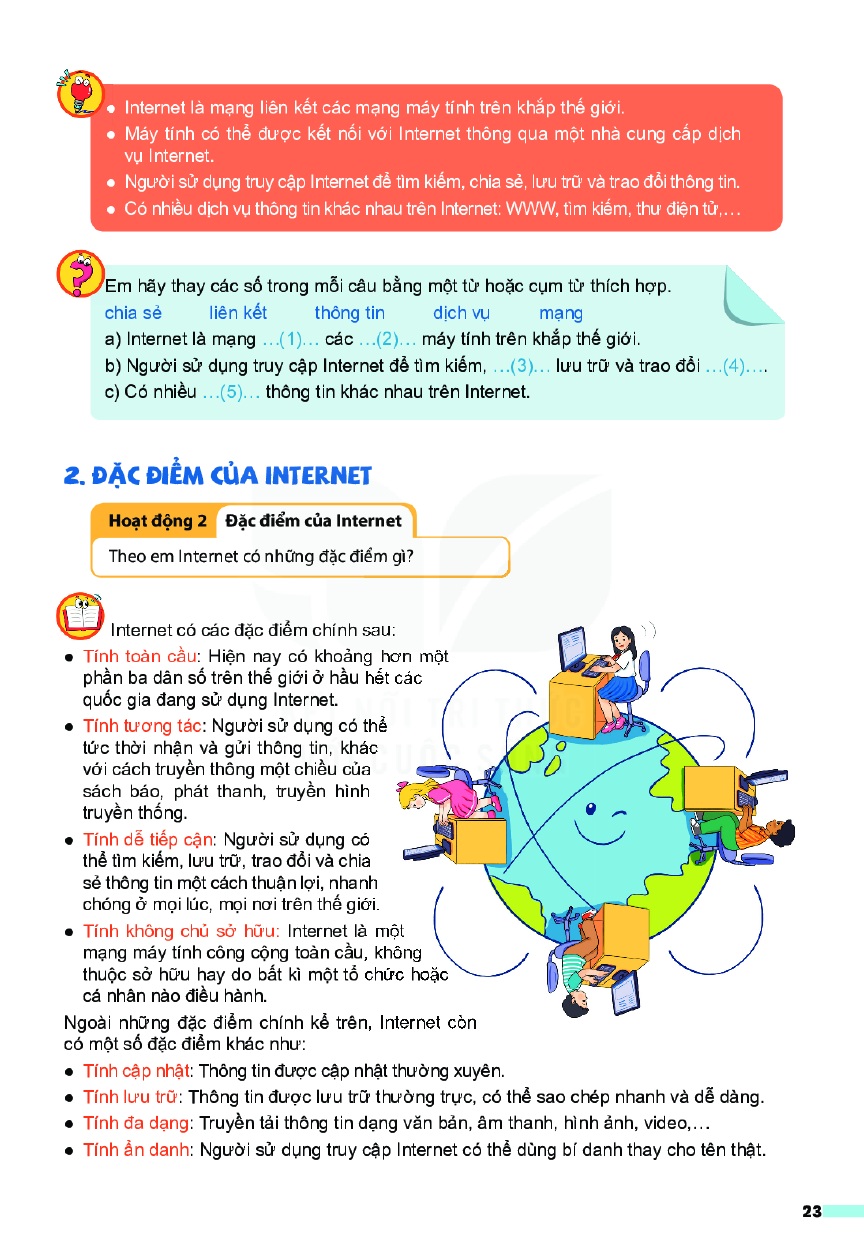 ● Internet là mạng liên kết các mạng máy tính trên khắp thế giới.
● Máy tính có thể được kết nối với Internet thông qua một nhà cung cấp dịch
vụ Internet.
● Người sử dụng truy cập Internet để tìm kiếm, chia sẻ, lưu trữ và trao đổi thông tin.
● Có nhiều dịch vụ thông tin khác nhau trên Internet: WWW, tìm kiếm, thư điện tử,…
Em hãy thay các số trong mỗi câu bằng một từ hoặc cụm từ thích hợp.
chia sẻ liên kết thông tin dịch vụ mạng
a) Internet là mạng …(1)… các …(2)… máy tính trên khắp thế giới.
b) Người sử dụng truy cập Internet để tìm kiếm, …(3)… lưu trữ và trao đổi …(4)….
c) Có nhiều …(5)… thông tin khác nhau trên Internet.
2. ĐẶC ĐIỂM CỦA INTERNET
Hoạt động 2 Đặc điểm của Internet
Theo em Internet có những đặc điểm gì?
Internet có các đặc điểm chính sau:
● Tính toàn cầu: Hiện nay có khoảng hơn một
phần ba dân số trên thế giới ở hầu hết các
quốc gia đang sử dụng Internet.
● Tính tương tác: Người sử dụng có thể
tức thời nhận và gửi thông tin, khác
với cách truyền thông một chiều của
sách báo, phát thanh, truyền hình
truyền thống.
● Tính dễ tiếp cận: Người sử dụng có
thể tìm kiếm, lưu trữ, trao đổi và chia
sẻ thông tin một cách thuận lợi, nhanh
chóng ở mọi lúc, mọi nơi trên thế giới.
● Tính không chủ sở hữu: Internet là một
mạng máy tính công cộng toàn cầu, không
thuộc sở hữu hay do bất kì một tổ chức hoặc
cá nhân nào điều hành.
Ngoài những đặc điểm chính kể trên, Internet còn
có một số đặc điểm khác như:
● Tính cập nhật: Thông tin được cập nhật thường xuyên.
● Tính lưu trữ: Thông tin được lưu trữ thường trực, có thể sao chép nhanh và dễ dàng.
● Tính đa dạng: Truyền tải thông tin dạng văn bản, âm thanh, hình ảnh, video,…
● Tính ẩn danh: Người sử dụng truy cập Internet có thể dùng bí danh thay cho tên thật.
23